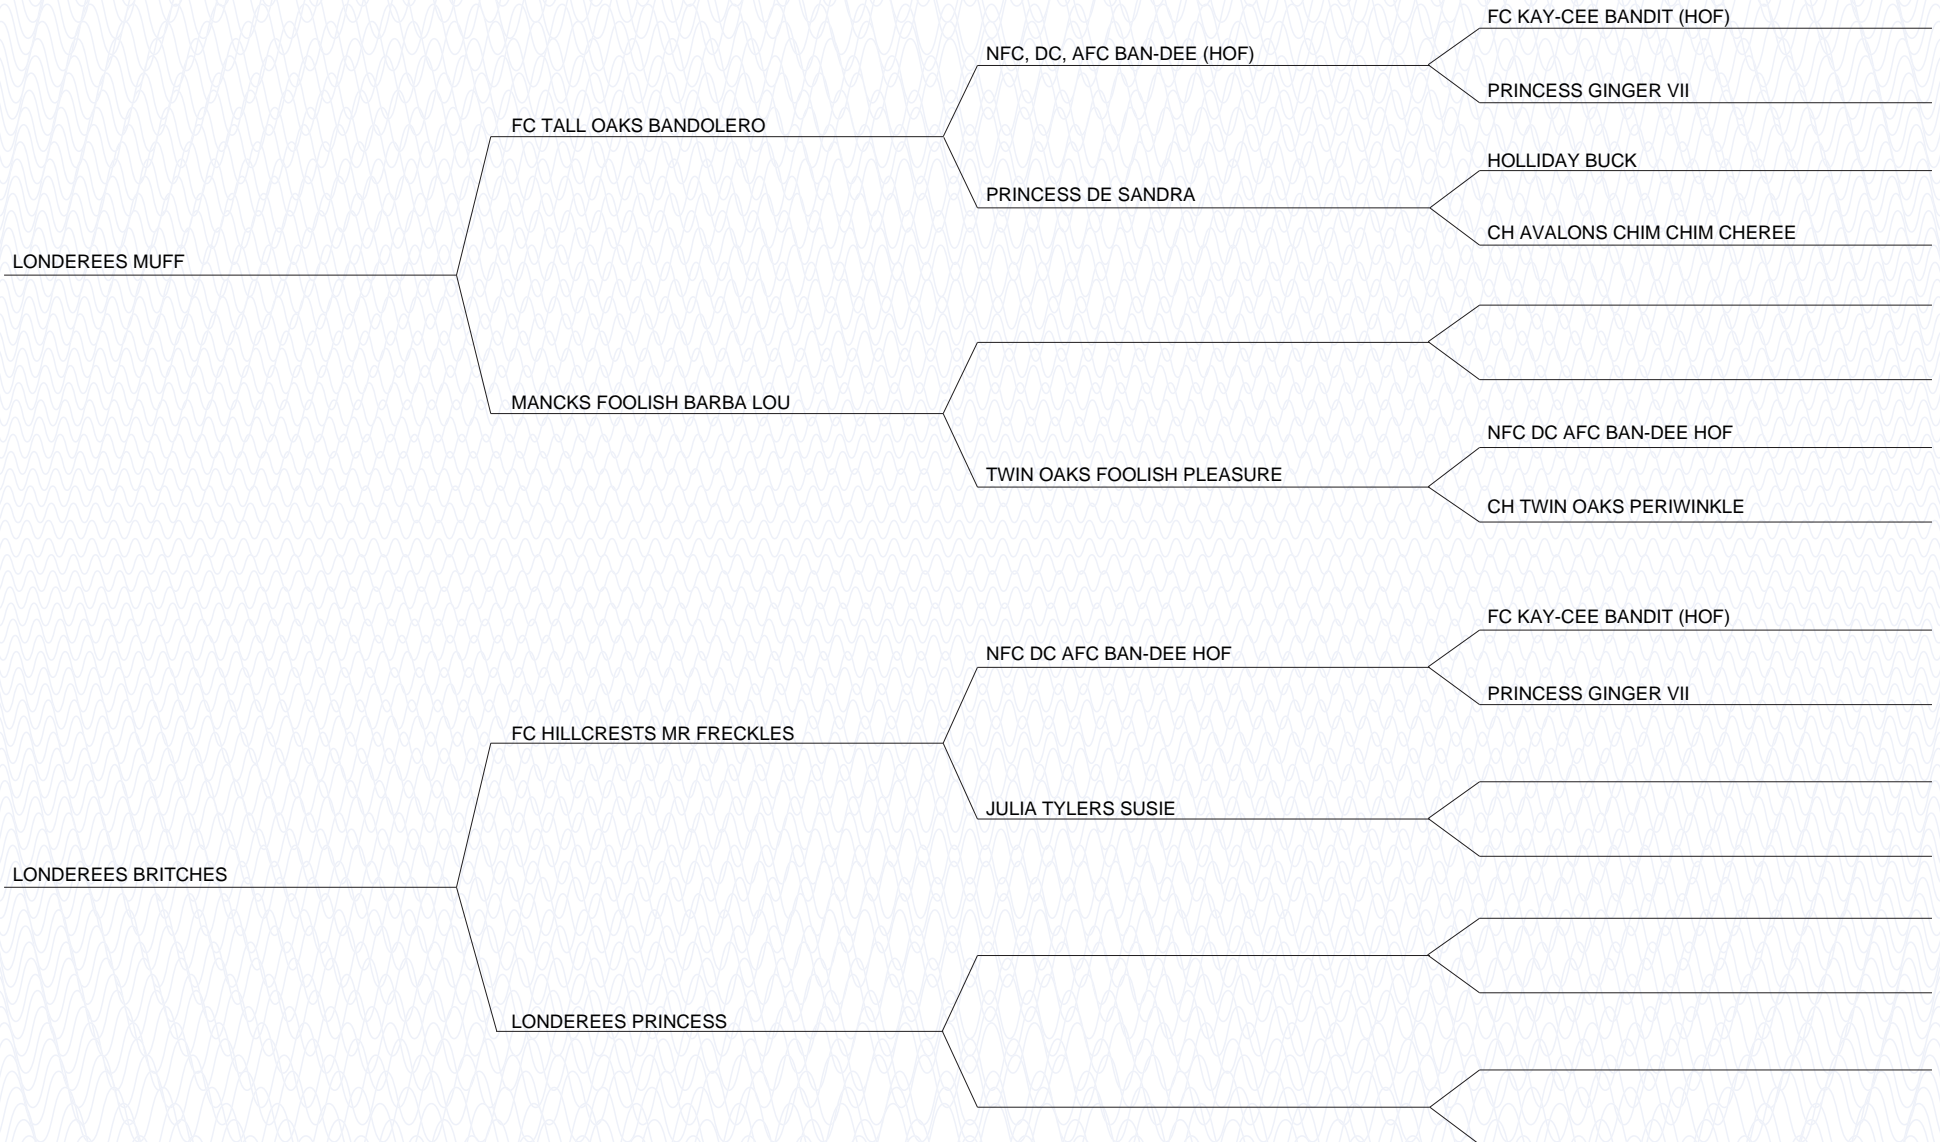 FC KAY-CEE BANDIT (HOF)
NFC, DC, AFC BAN-DEE (HOF)
PRINCESS GINGER VII
FC TALL OAKS BANDOLERO
HOLLIDAY BUCK
PRINCESS DE SANDRA
CH AVALONS CHIM CHIM CHEREE
LONDEREES MUFF
MANCKS FOOLISH BARBA LOU
NFC DC AFC BAN-DEE HOF
TWIN OAKS FOOLISH PLEASURE
CH TWIN OAKS PERIWINKLE
FC KAY-CEE BANDIT (HOF)
NFC DC AFC BAN-DEE HOF
PRINCESS GINGER VII
FC HILLCRESTS MR FRECKLES
JULIA TYLERS SUSIE
LONDEREES BRITCHES
LONDEREES PRINCESS